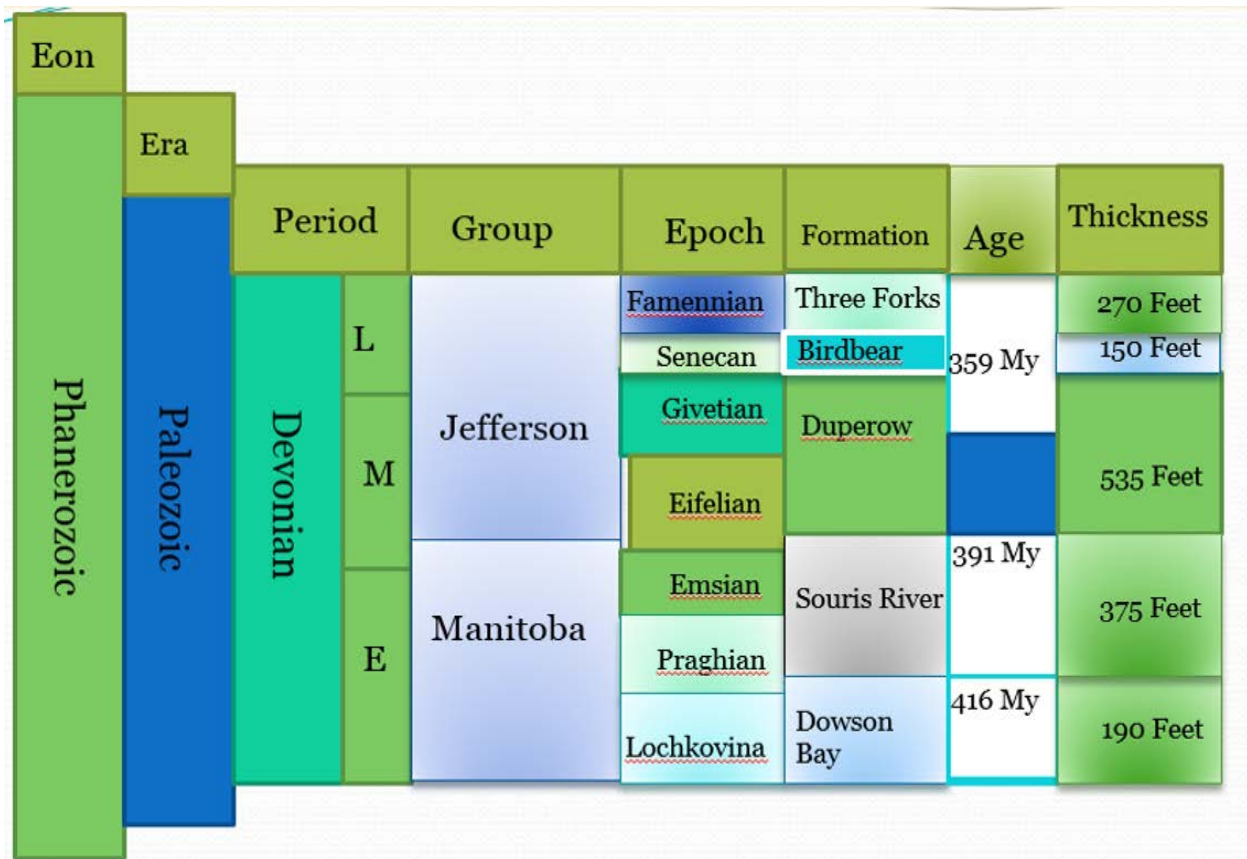 Eon
Era
Period
Group
Epoch
Formation
Age
Thickness
Phanerozoic
Paleozoic
Devonian
L
M
E
Jefferson
Manitoba
Famennian
Senecan
Givetian
Eifelian
Emsian
Praghian
Lochkovina
Three Forks
Birdbear
Duperow
Souris River
Dowson
Bay
359 My
391 My
416 My
270 Feet
150 Feet
535 Feet
375 Feet
190 Feet